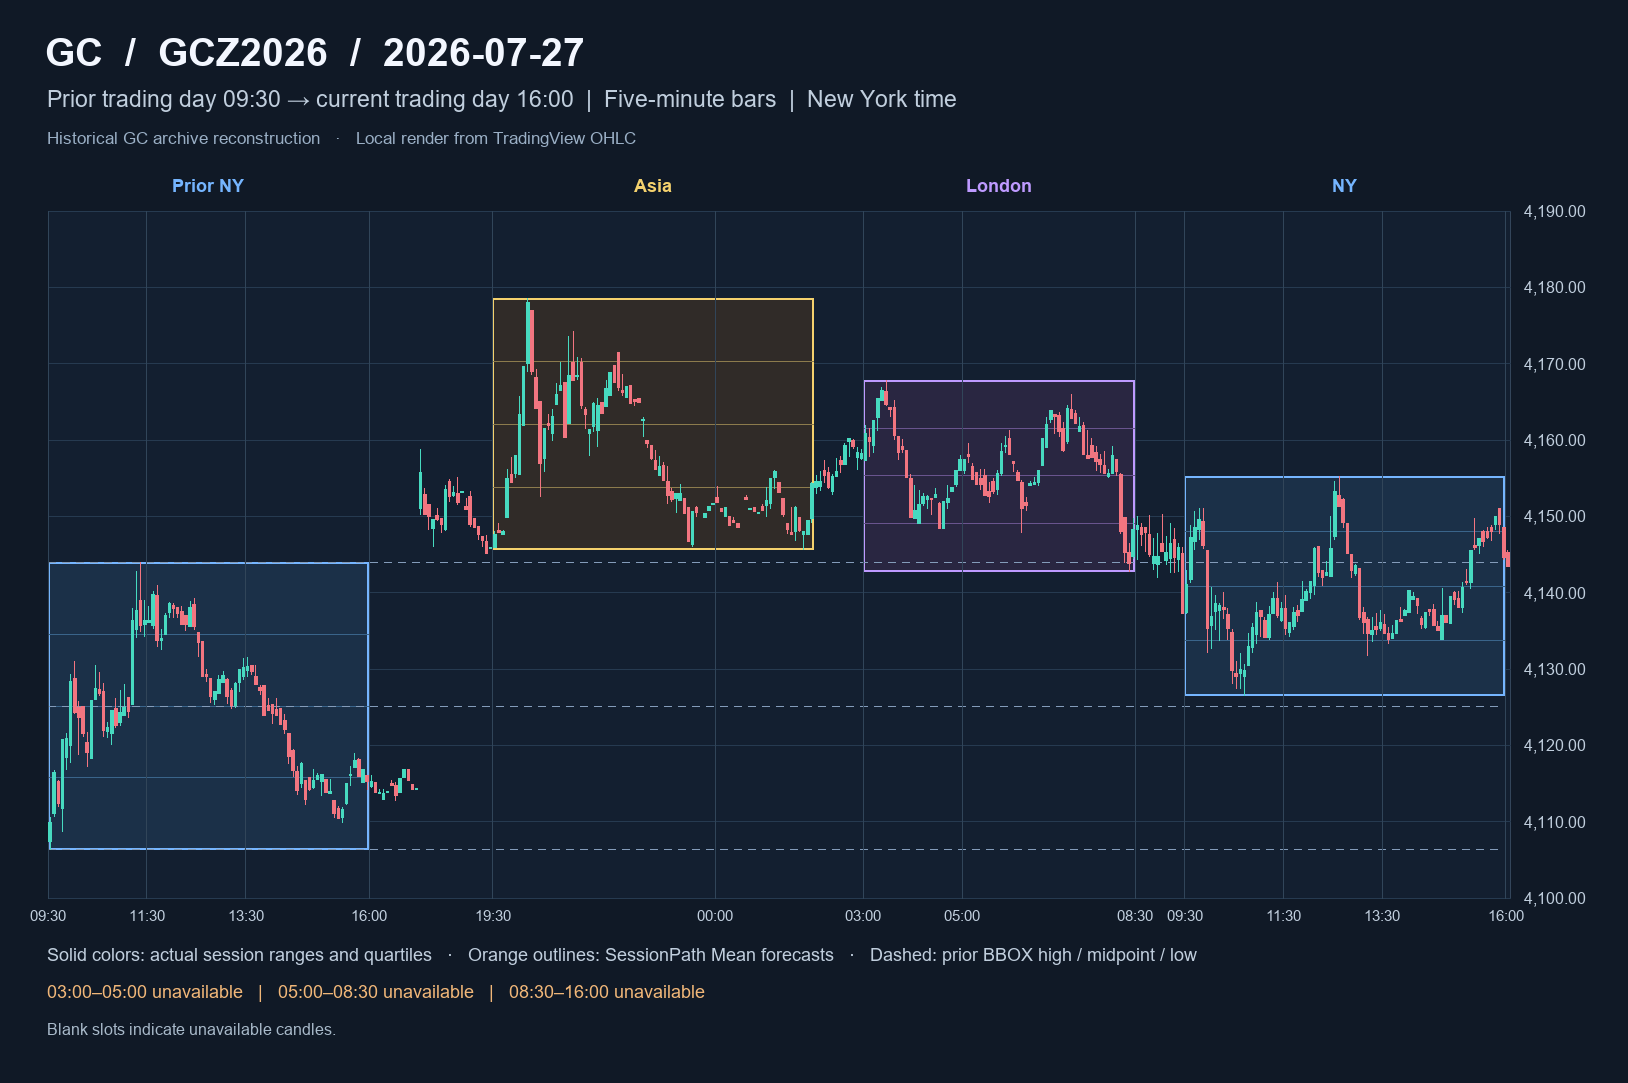 GC / GCZ2026 / 2026-07-27
Prior trading day 09:30 → current trading day 16:00 | Five-minute bars | New York time
Historical GC archive reconstruction · Local render from TradingView OHLC
Prior NY Asia London NY
4,190.00
4,180.00
4,170.00
4,160.00
4,150.00
4,140.00
4,130.00
4,120.00
4,110.00
4,100.00
09:30 11:30 13:30 16:00 19:30 00:00 03:00 05:00 08:30 09:30 11:30 13:30 16:00
Solid colors: actual session ranges and quartiles · Orange outlines: SessionPath Mean forecasts · Dashed: prior BBOX high / midpoint / low
03:00–05:00 unavailable | 05:00–08:30 unavailable | 08:30–16:00 unavailable
Blank slots indicate unavailable candles.